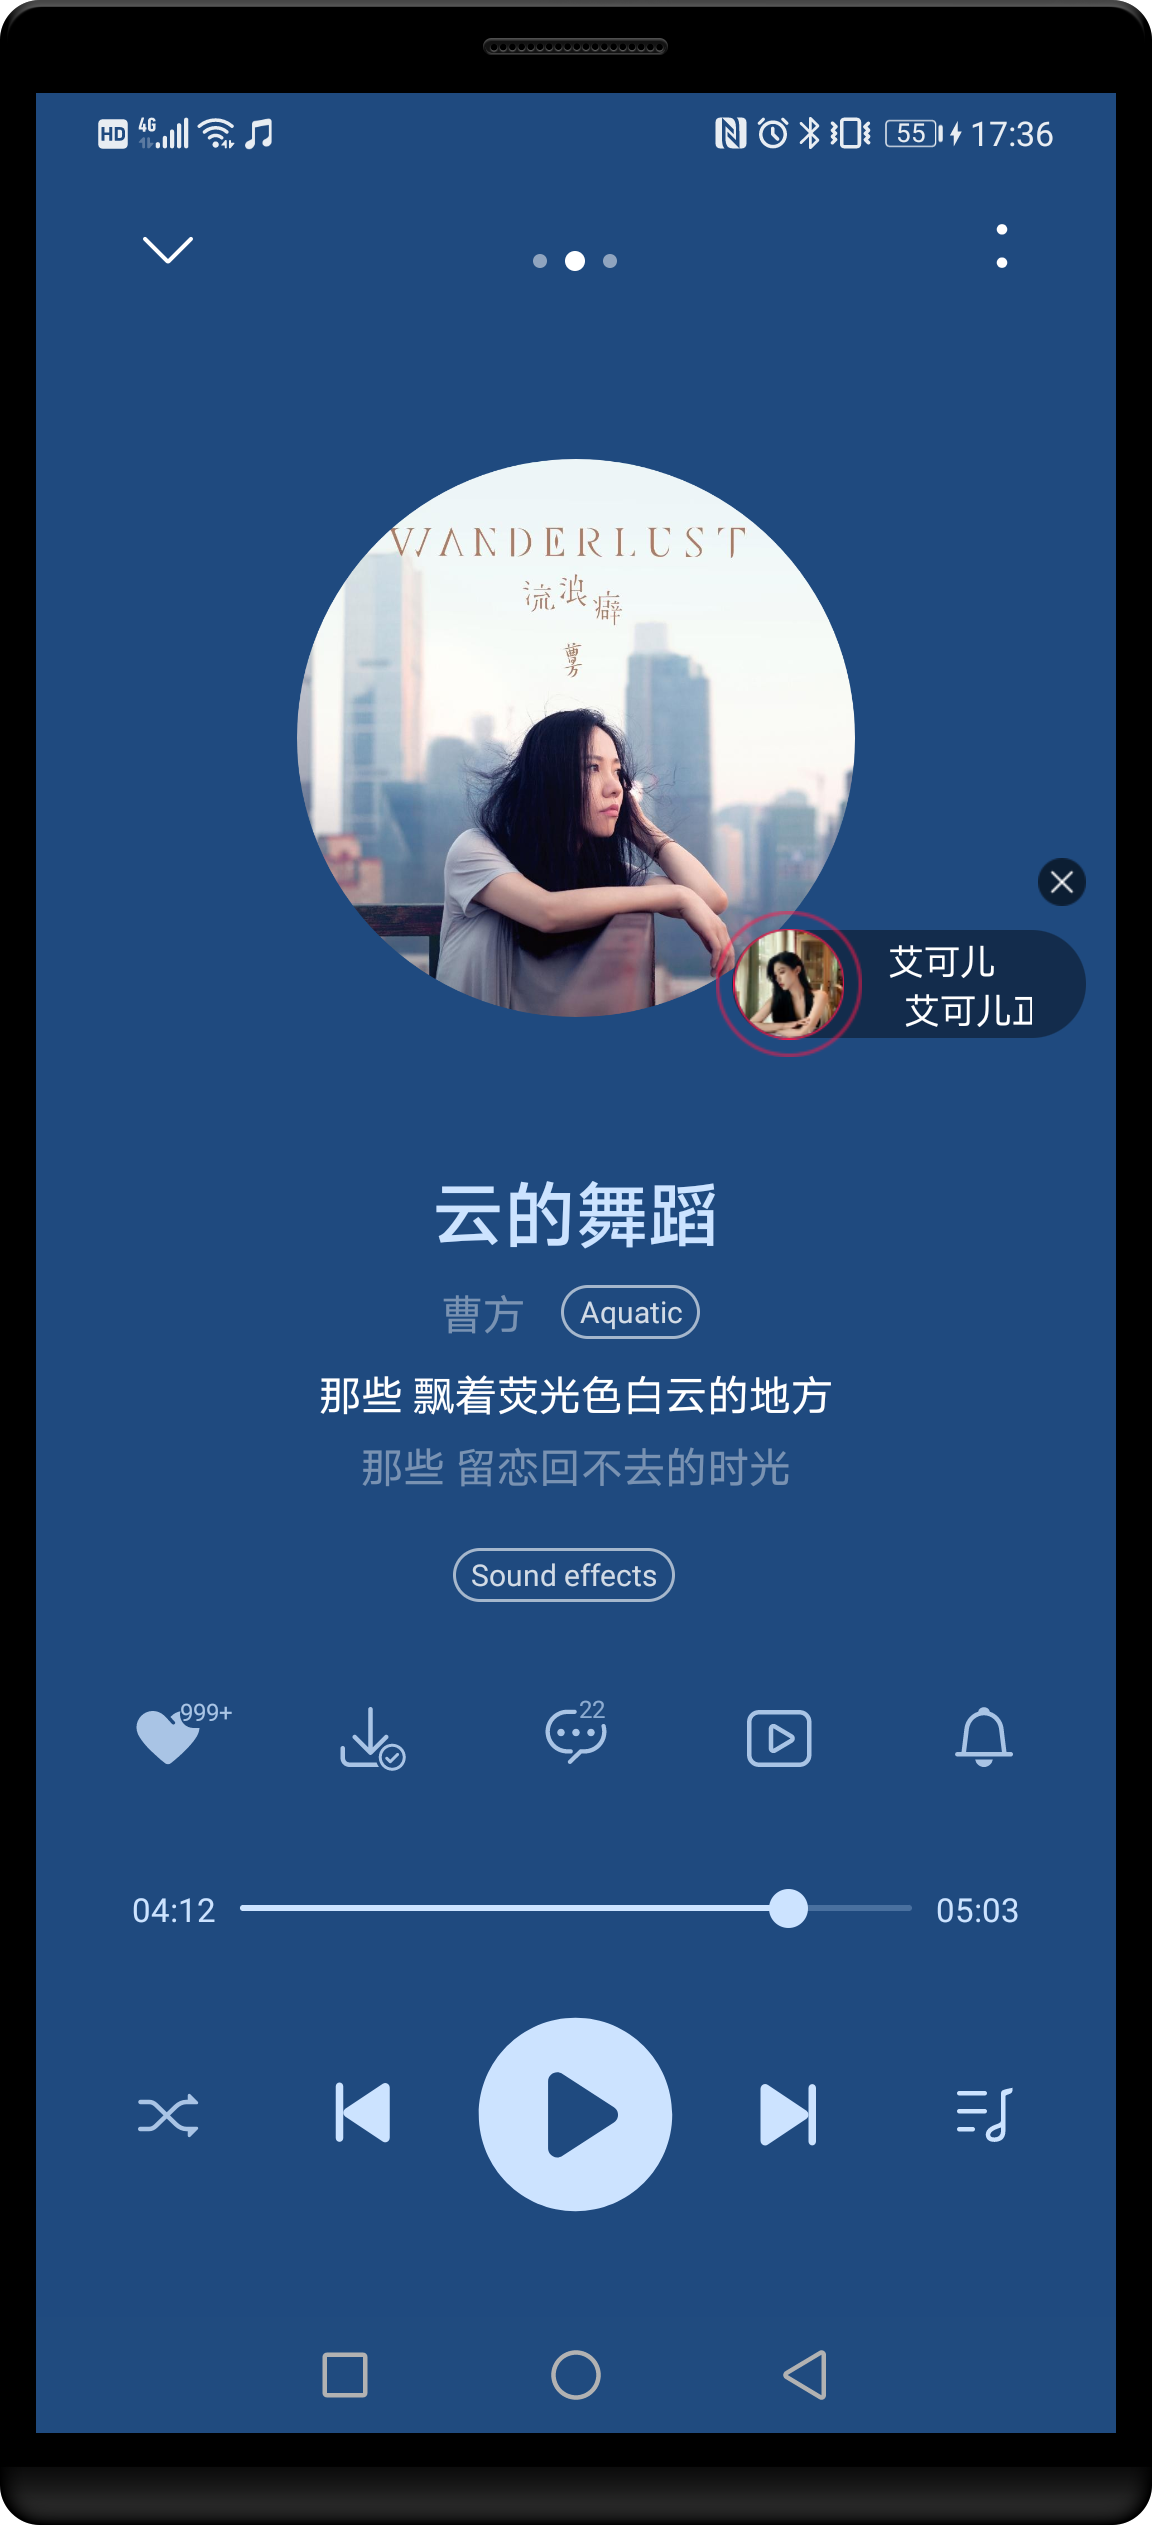 HD 4G 55 17:36
WANDERLUST
流浪癖
曹方
艾可儿
艾可儿
云的舞蹈
曹方 Aquatic
那些 飘着荧光色白云的地方
那些 留恋回不去的时光
Sound effects
999+ 22
04:12 05:03